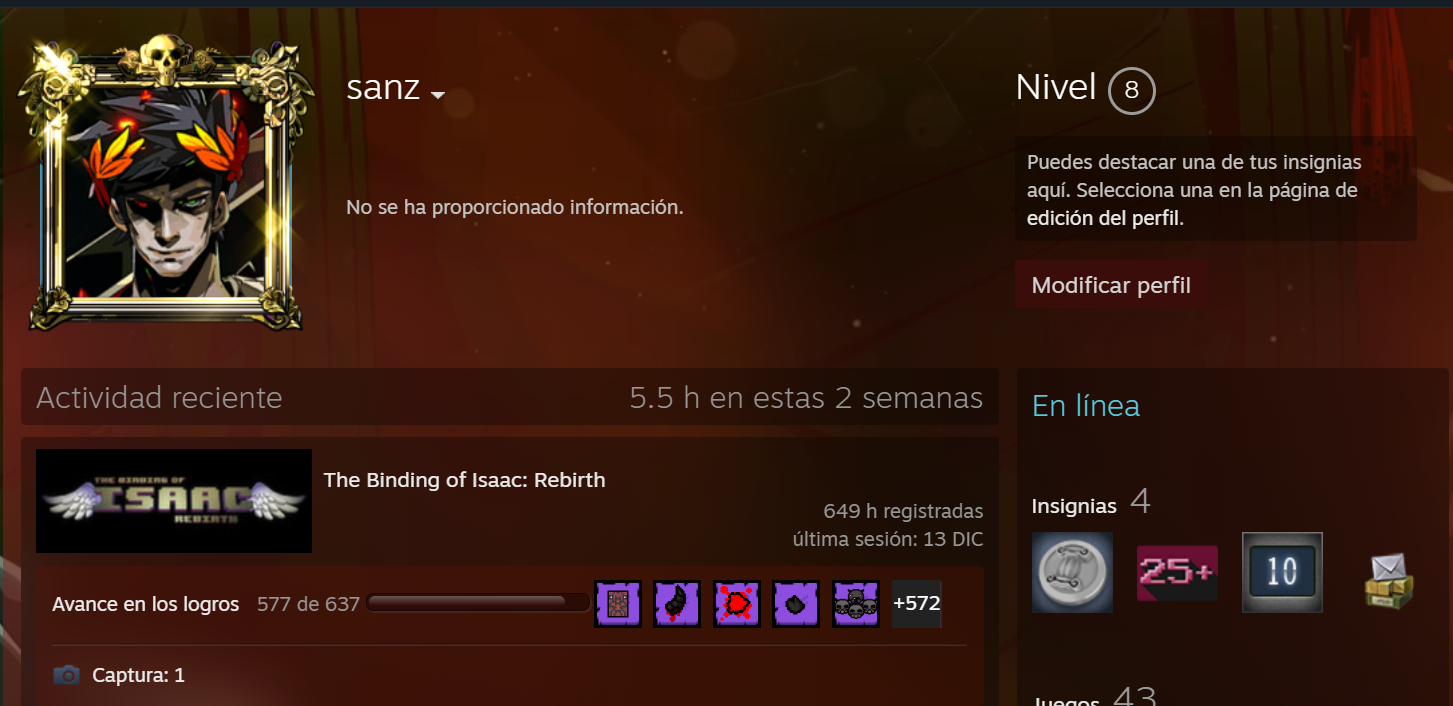 sanz
No se ha proporcionado información.
Nivel 8
Puedes destacar una de tus insignias
aquí. Selecciona una en la página de
edición del perfil.
Modificar perfil
Actividad reciente
5.5 h en estas 2 semanas
THE BINDING OF
ISAAC
REBIRTH
The Binding of Isaac: Rebirth
649 h registradas
última sesión: 13 DIC
Avance en los logros 577 de 637
+572
Captura: 1
En línea
Insignias 4
25+
10
Juegos 43